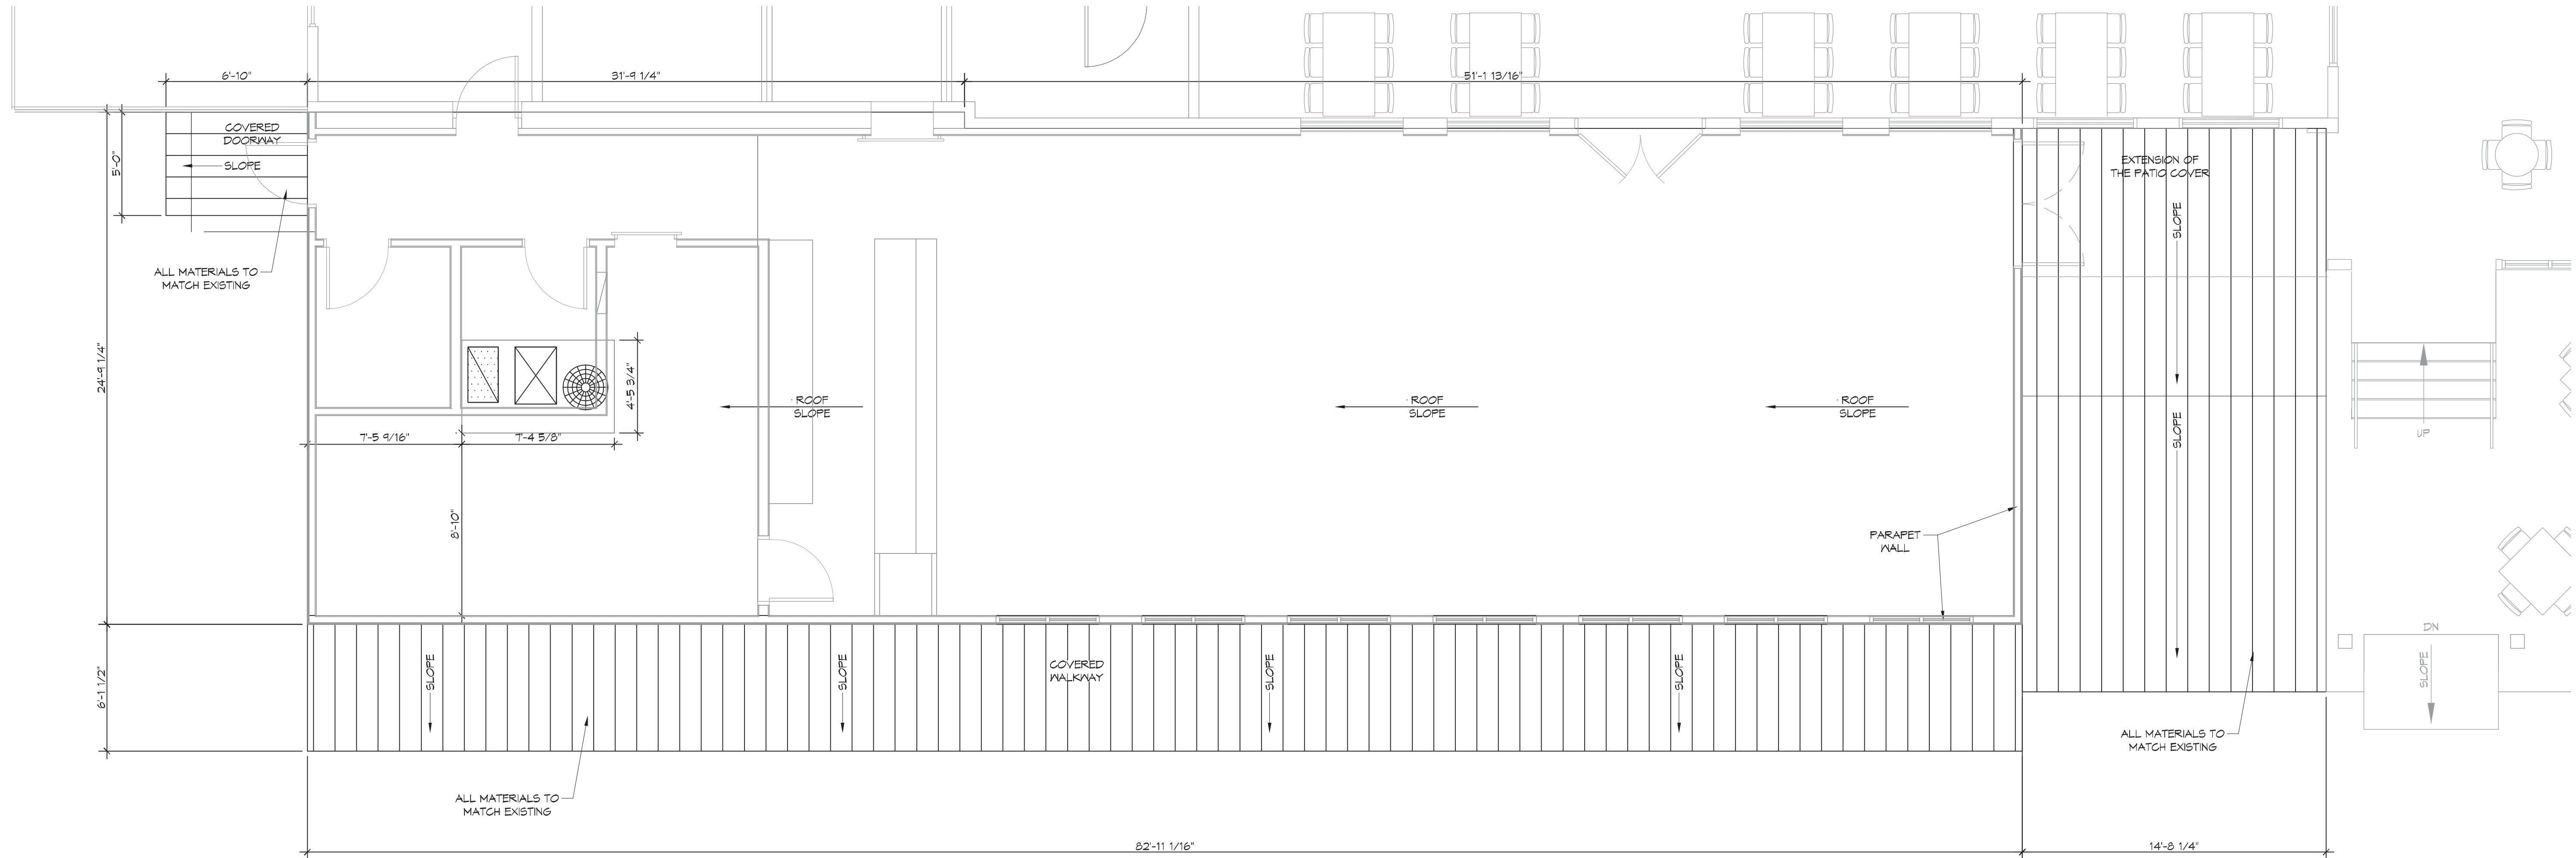 6'-10"
31'-9 1/4"
51'-1 13/16"
COVERED
DOORWAY
SLOPE
5'-0"
EXTENSION OF
THE PATIO COVER
SLOPE
ALL MATERIALS TO
MATCH EXISTING
24'-9 1/4"
4'-5 3/4"
ROOF
SLOPE
ROOF
SLOPE
ROOF
SLOPE
SLOPE
UP
7'-5 9/16"
7'-4 5/8"
8'-10"
PARAPET
WALL
DN
SLOPE
6'-1 1/2"
SLOPE
SLOPE
COVERED
WALKWAY
SLOPE
SLOPE
ALL MATERIALS TO
MATCH EXISTING
ALL MATERIALS TO
MATCH EXISTING
82'-11 1/16"
14'-8 1/4"